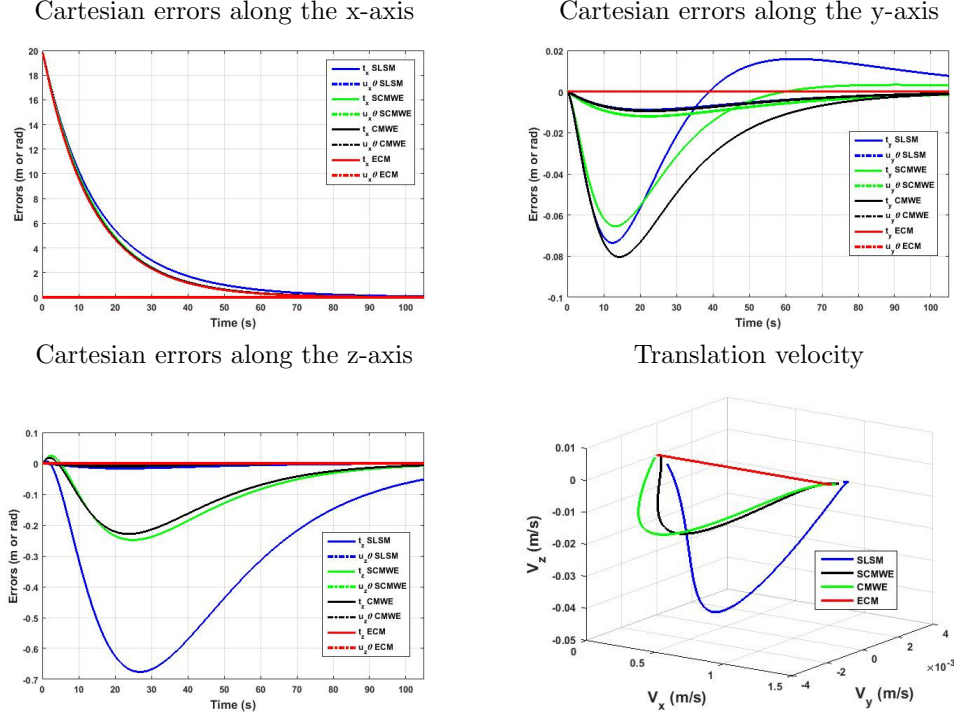 Cartesian errors along the x-axis
Cartesian errors along the y-axis
Errors (m or rad)
20
18
16
14
12
10
8
6
4
2
0
0 10 20 30 40 50 60 70 80 90 100
Time (s)
t_x SLSM
u_xθ SLSM
t_x SCMWE
u_xθ SCMWE
t_x CMWE
u_xθ CMWE
t_x ECM
u_xθ ECM
Errors (m or rad)
0.02
0
-0.02
-0.04
-0.06
-0.08
-0.1
0 10 20 30 40 50 60 70 80 90 100
Time (s)
t_y SLSM
u_yθ SLSM
t_y SCMWE
u_yθ SCMWE
t_y CMWE
u_yθ CMWE
t_y ECM
u_yθ ECM
Cartesian errors along the z-axis
Translation velocity
Errors (m or rad)
0.1
0
-0.1
-0.2
-0.3
-0.4
-0.5
-0.6
-0.7
0 10 20 30 40 50 60 70 80 90 100
Time (s)
t_z SLSM
u_zθ SLSM
t_z SCMWE
u_zθ SCMWE
t_z CMWE
u_zθ CMWE
t_z ECM
u_zθ ECM
V_z (m/s)
0.01
0
-0.01
-0.02
-0.03
-0.04
-0.05
0 0.5 1 1.5
V_x (m/s)
-4 -2 0 2 4
×10⁻³
V_y (m/s)
SLSM
SCMWE
CMWE
ECM